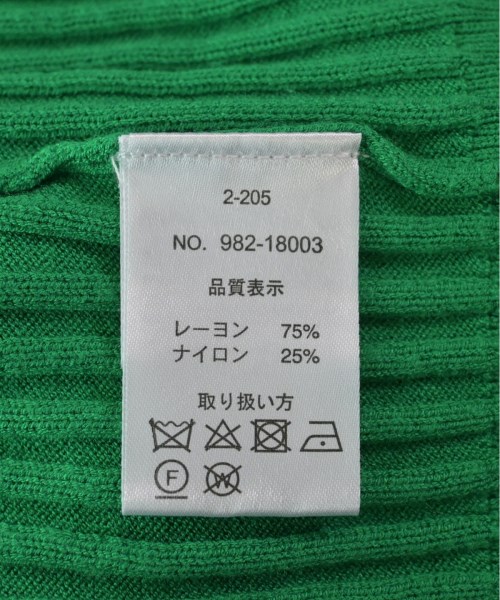 2-205
NO. 982-18003
品質表示
レーヨン 75%
ナイロン 25%
取り扱い方
F W